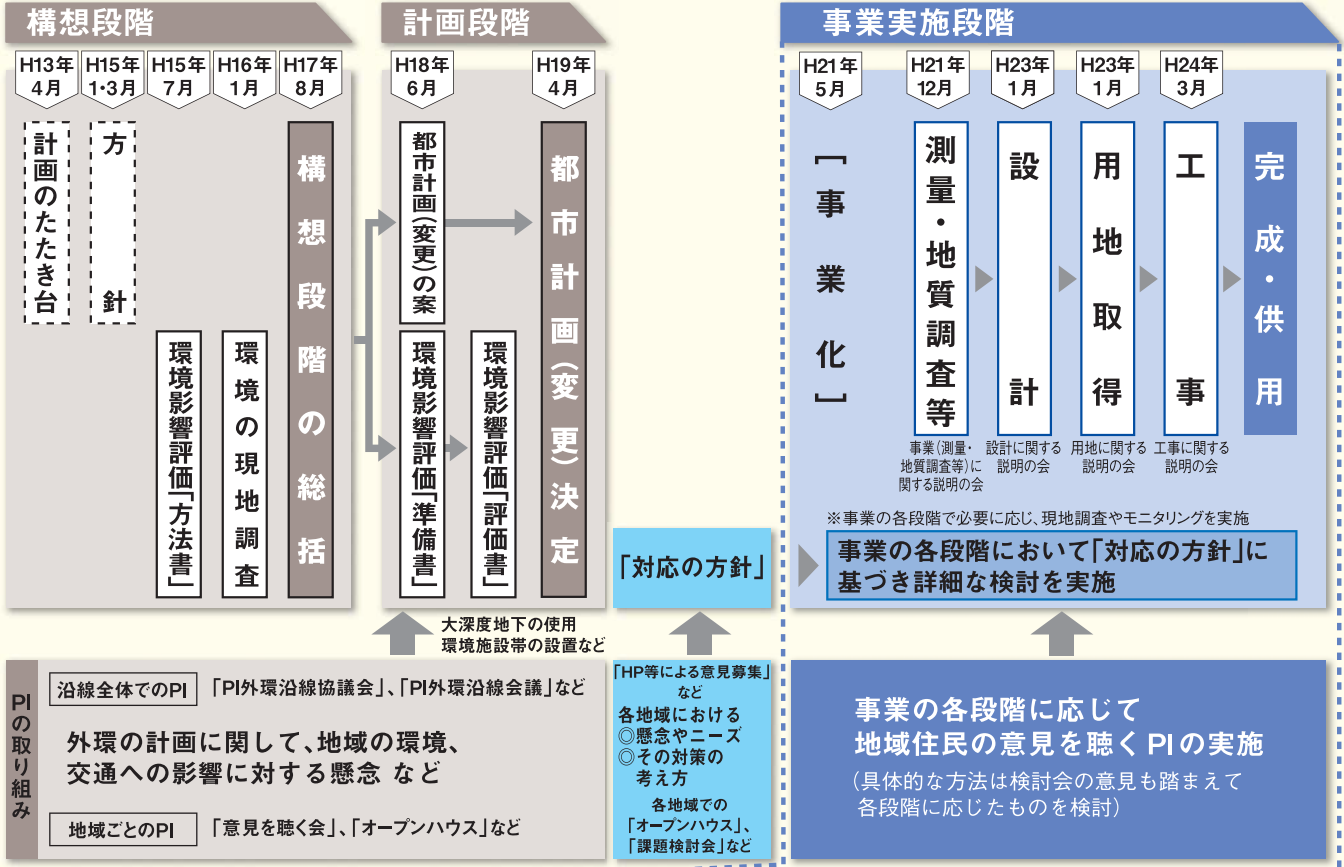 構想段階
H13年
4月
H15年
1・3月
H15年
7月
H16年
1月
H17年
8月
計画のたたき台
方針
環境影響評価「方法書」
環境の現地調査
構想段階の総括
計画段階
H18年
6月
H19年
4月
都市計画(変更)の案
環境影響評価「準備書」
環境影響評価「評価書」
都市計画(変更)決定
大深度地下の使用
環境施設帯の設置など
「対応の方針」
事業実施段階
H21年
5月
H21年
12月
H23年
1月
H23年
1月
H24年
3月
[事業化]
測量・地質調査等
設計
用地取得
工事
完成・供用
事業(測量・
地質調査等)に
関する説明の会
設計に関する
説明の会
用地に関する
説明の会
工事に関する
説明の会
※事業の各段階で必要に応じ、現地調査やモニタリングを実施
事業の各段階において「対応の方針」に
基づき詳細な検討を実施
PIの取り組み
沿線全体でのPI
「PI外環沿線協議会」、「PI外環沿線会議」など
外環の計画に関して、地域の環境、
交通への影響に対する懸念 など
地域ごとのPI
「意見を聴く会」、「オープンハウス」など
「HP等による意見募集」
など
各地域における
◎懸念やニーズ
◎その対策の
考え方
各地域での
「オープンハウス」、
「課題検討会」など
事業の各段階に応じて
地域住民の意見を聴くPIの実施
(具体的な方法は検討会の意見も踏まえて
各段階に応じたものを検討)